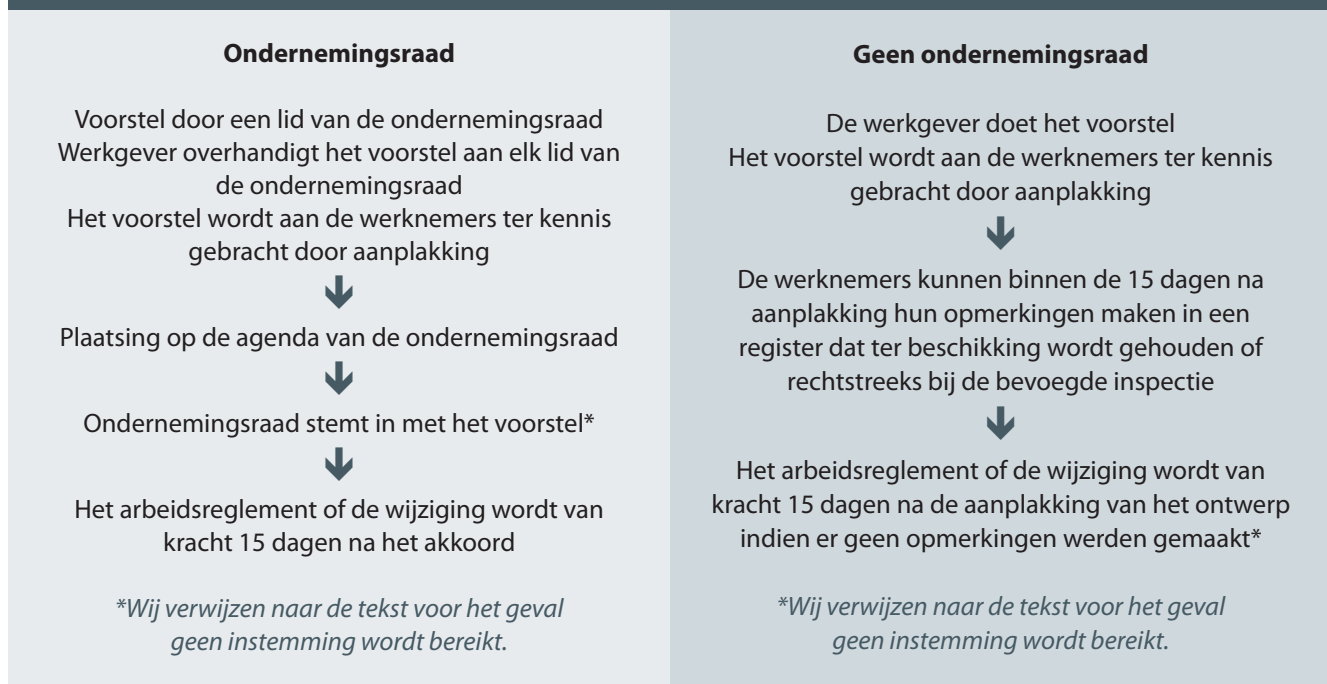 Ondernemingsraad
Voorstel door een lid van de ondernemingsraad
Werkgever overhandigt het voorstel aan elk lid van
de ondernemingsraad
Het voorstel wordt aan de werknemers ter kennis
gebracht door aanplakking
Plaatsing op de agenda van de ondernemingsraad
Ondernemingsraad stemt in met het voorstel*
Het arbeidsreglement of de wijziging wordt van
kracht 15 dagen na het akkoord
*Wij verwijzen naar de tekst voor het geval
geen instemming wordt bereikt.
Geen ondernemingsraad
De werkgever doet het voorstel
Het voorstel wordt aan de werknemers ter kennis
gebracht door aanplakking
De werknemers kunnen binnen de 15 dagen na
aanplakking hun opmerkingen maken in een
register dat ter beschikking wordt gehouden of
rechtstreeks bij de bevoegde inspectie
Het arbeidsreglement of de wijziging wordt van
kracht 15 dagen na de aanplakking van het ontwerp
indien er geen opmerkingen werden gemaakt*
*Wij verwijzen naar de tekst voor het geval
geen instemming wordt bereikt.